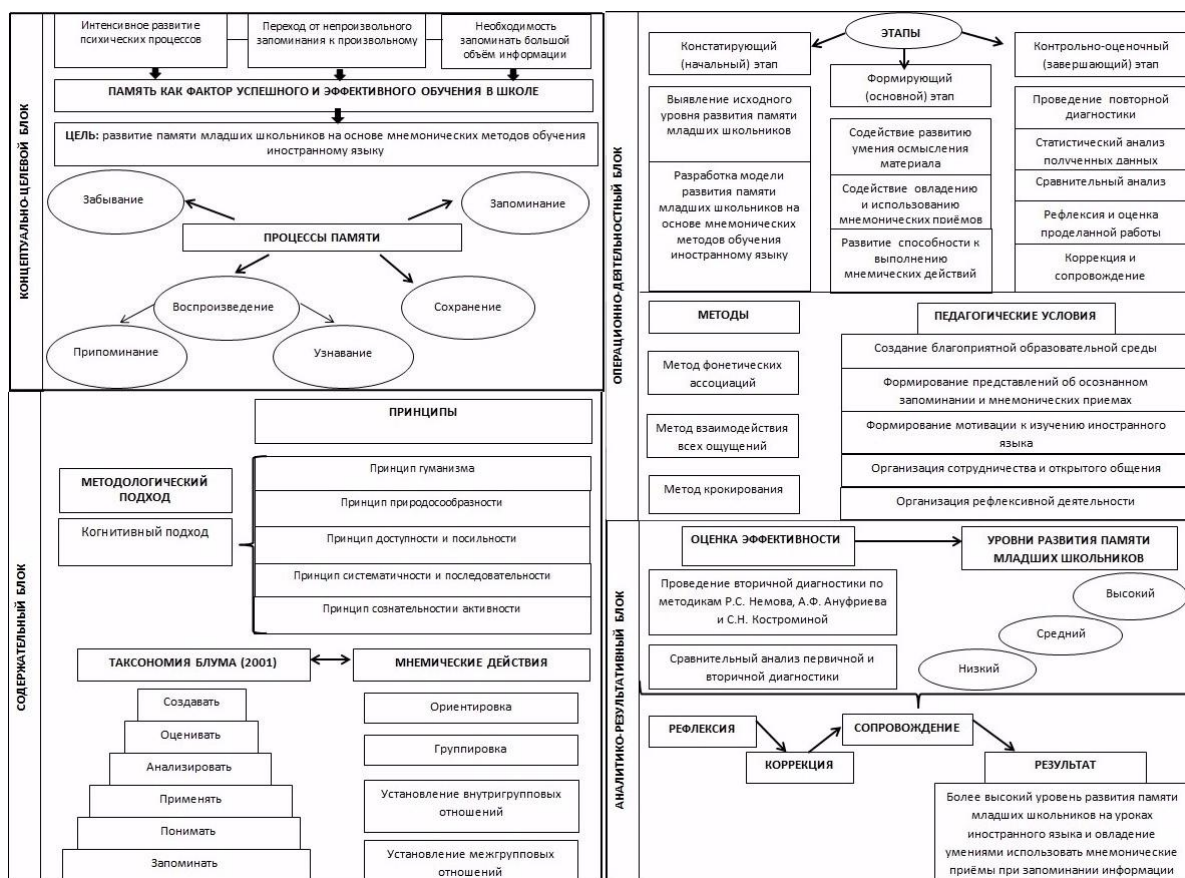 КОНЦЕПТУАЛЬНО-ЦЕЛЕВОЙ БЛОК
Интенсивное развитие
психических процессов
Переход от непроизвольного
запоминания к произвольному
Необходимость
запоминать большой
объём информации
ПАМЯТЬ КАК ФАКТОР УСПЕШНОГО И ЭФФЕКТИВНОГО ОБУЧЕНИЯ В ШКОЛЕ
ЦЕЛЬ: развитие памяти младших школьников на основе мнемонических методов обучения
иностранному языку
Забывание
Запоминание
ПРОЦЕССЫ ПАМЯТИ
Воспроизведение
Сохранение
Припоминание
Узнавание
СОДЕРЖАТЕЛЬНЫЙ БЛОК
ПРИНЦИПЫ
МЕТОДОЛОГИЧЕСКИЙ
ПОДХОД
Когнитивный подход
Принцип гуманизма
Принцип природосообразности
Принцип доступности и посильности
Принцип систематичности и последовательности
Принцип сознательностии активности
ТАКСОНОМИЯ БЛУМА (2001)
МНЕМИЧЕСКИЕ ДЕЙСТВИЯ
Создавать
Оценивать
Анализировать
Применять
Понимать
Запоминать
Ориентировка
Группировка
Установление внутригрупповых
отношений
Установление межгрупповых
отношений
ОПЕРАЦИОННО-ДЕЯТЕЛЬНОСТНЫЙ БЛОК
ЭТАПЫ
Констатирующий
(начальный) этап
Формирующий
(основной) этап
Контрольно-оценочный
(завершающий) этап
Выявление исходного
уровня развития памяти
младших школьников
Разработка модели
развития памяти
младших школьников на
основе мнемонических
методов обучения
иностранному языку
Содействие развитию
умения осмысления
материала
Содействие овладению
и использованию
мнемонических приёмов
Развитие способности к
выполнению
мнемических действий
Проведение повторной
диагностики
Статистический анализ
полученных данных
Сравнительный анализ
Рефлексия и оценка
проделанной работы
Коррекция и
сопровождение
МЕТОДЫ
Метод фонетических
ассоциаций
Метод взаимодействия
всех ощущений
Метод крокирования
ПЕДАГОГИЧЕСКИЕ УСЛОВИЯ
Создание благоприятной образовательной среды
Формирование представлений об осознанном
запоминании и мнемонических приемах
Формирование мотивации к изучению иностранного
языка
Организация сотрудничества и открытого общения
Организация рефлексивной деятельности
АНАЛИТИКО-РЕЗУЛЬТАТИВНЫЙ БЛОК
ОЦЕНКА ЭФФЕКТИВНОСТИ
УРОВНИ РАЗВИТИЯ ПАМЯТИ
МЛАДШИХ ШКОЛЬНИКОВ
Проведение вторичной диагностики по
методикам Р.С. Немова, А.Ф. Ануфриева
и С.Н. Костроминой
Сравнительный анализ первичной и
вторичной диагностики
Высокий
Средний
Низкий
РЕФЛЕКСИЯ
КОРРЕКЦИЯ
СОПРОВОЖДЕНИЕ
РЕЗУЛЬТАТ
Более высокий уровень развития памяти
младших школьников на уроках
иностранного языка и овладение
умениями использовать мнемонические
приёмы при запоминании информации